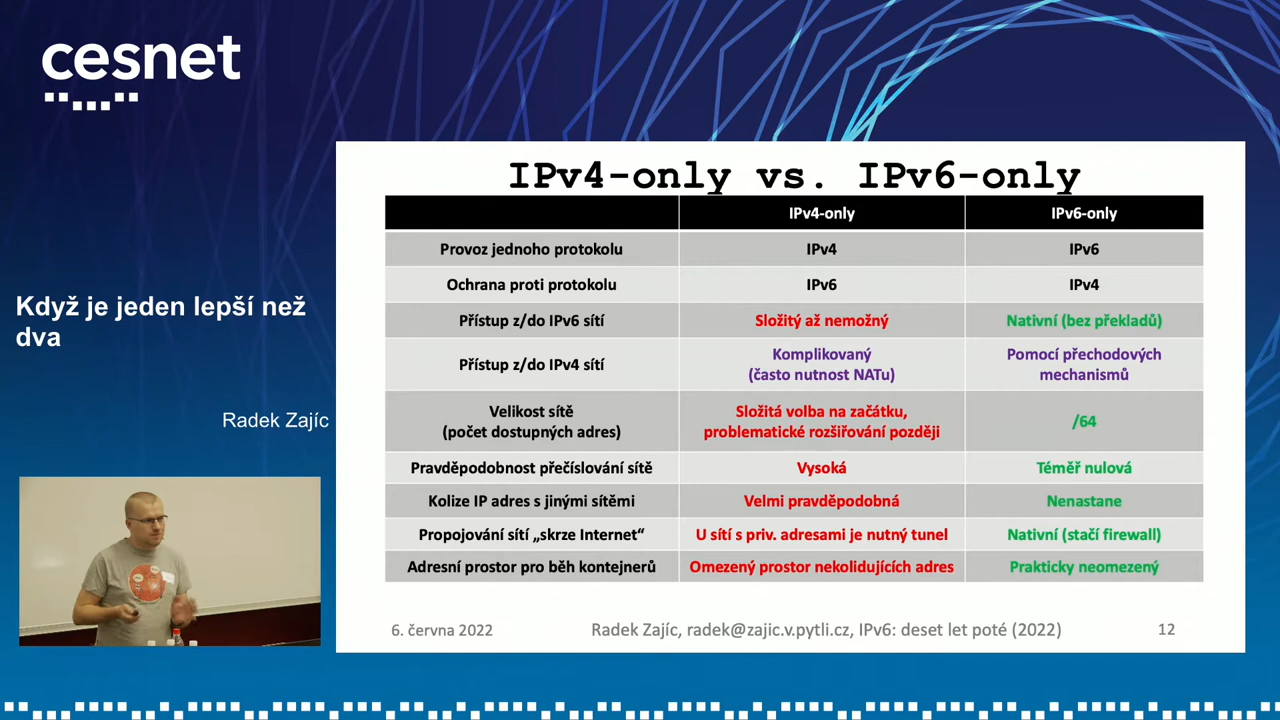 cesnet
Když je jeden lepší než
dva
Radek Zajíc
IPv4-only vs. IPv6-only
IPv4-only IPv6-only
Provoz jednoho protokolu IPv4 IPv6
Ochrana proti protokolu IPv6 IPv4
Přístup z/do IPv6 sítí Složitý až nemožný Nativní (bez překladů)
Přístup z/do IPv4 sítí Komplikovaný
(často nutnost NATu) Pomocí přechodových
mechanismů
Velikost sítě
(počet dostupných adres) Složitá volba na začátku,
problematické rozšiřování později /64
Pravděpodobnost přečíslování sítě Vysoká Téměř nulová
Kolize IP adres s jinými sítěmi Velmi pravděpodobná Nenastane
Propojování sítí „skrze Internet“ U sítí s priv. adresami je nutný tunel Nativní (stačí firewall)
Adresní prostor pro běh kontejnerů Omezený prostor nekolidujících adres Prakticky neomezený
6. června 2022 Radek Zajíc, radek@zajic.v.pytli.cz, IPv6: deset let poté (2022) 12